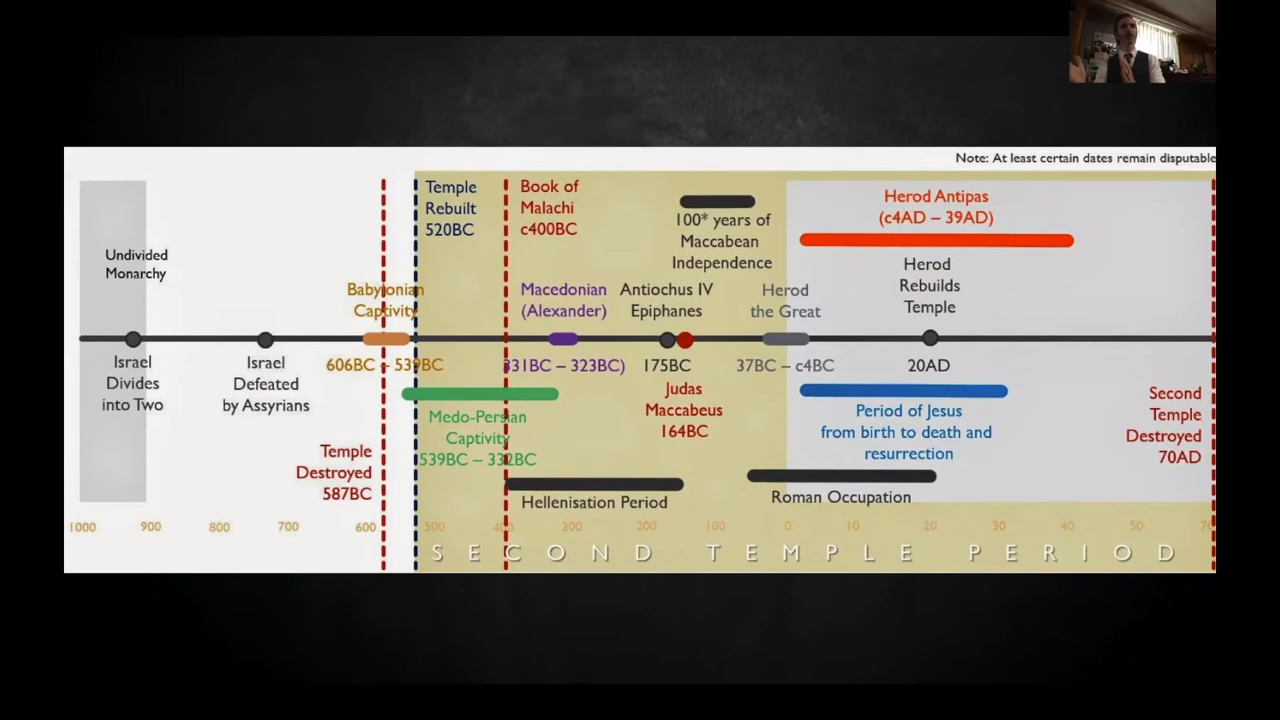 Note: At least certain dates remain disputable
Undivided
Monarchy
Temple
Rebuilt
520BC
Book of
Malachi
c400BC
100* years of
Maccabean
Independence
Herod Antipas
(c4AD – 39AD)
Herod
Rebuilds
Temple
Babylonian
Captivity
Macedonian
(Alexander)
Antiochus IV
Epiphanes
Herod
the Great
Israel
Divides
into Two
Israel
Defeated
by Assyrians
606BC – 539BC
331BC – 323BC)
175BC
37BC – c4BC
20AD
Judas
Maccabeus
164BC
Medo-Persian
Captivity
539BC – 332BC
Period of Jesus
from birth to death and
resurrection
Second
Temple
Destroyed
70AD
Temple
Destroyed
587BC
Hellenisation Period
Roman Occupation
1000 900 800 700 600 500 400 300 200 100 0 10 20 30 40 50 70
SECOND TEMPLE PERIOD